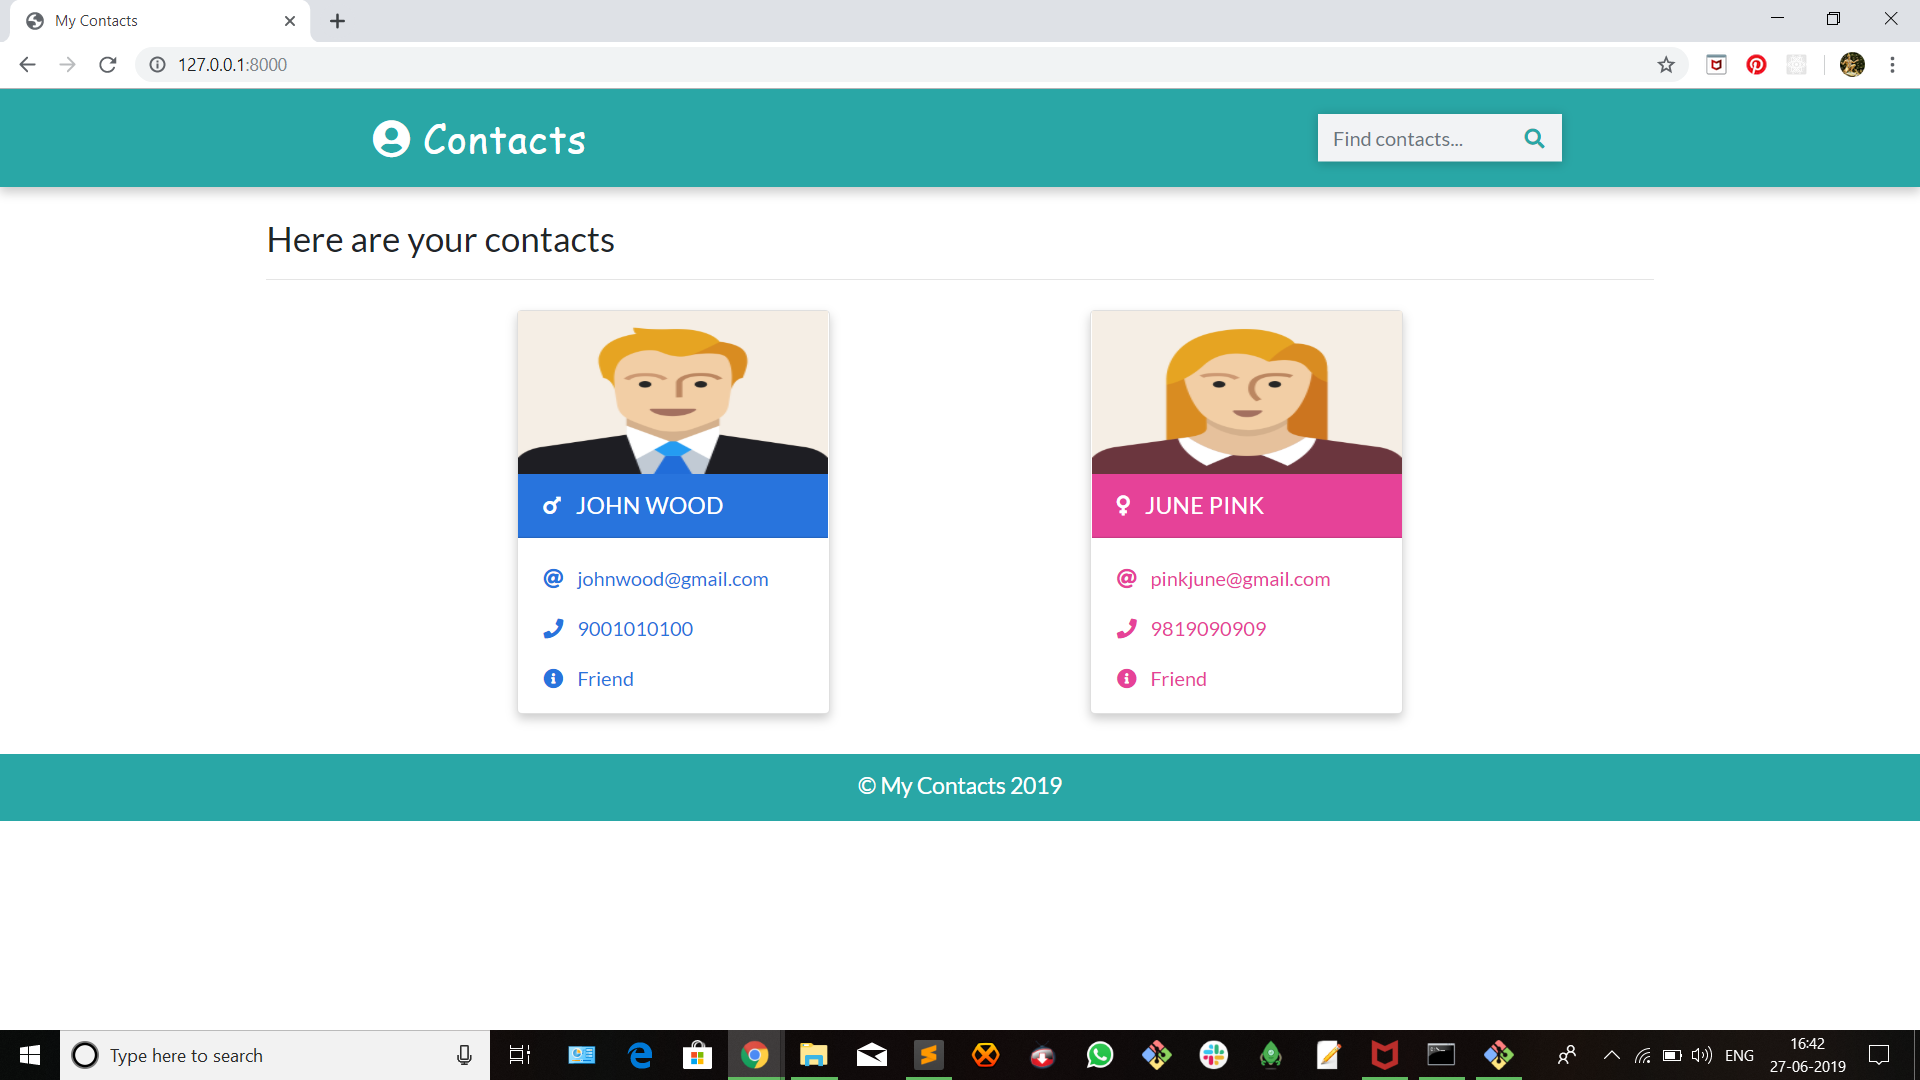 My Contacts
127.0.0.1:8000
Contacts
Find contacts...
Here are your contacts
JOHN WOOD
johnwood@gmail.com
9001010100
Friend
JUNE PINK
pinkjune@gmail.com
9819090909
Friend
© My Contacts 2019
Type here to search
ENG
16:42
27-06-2019